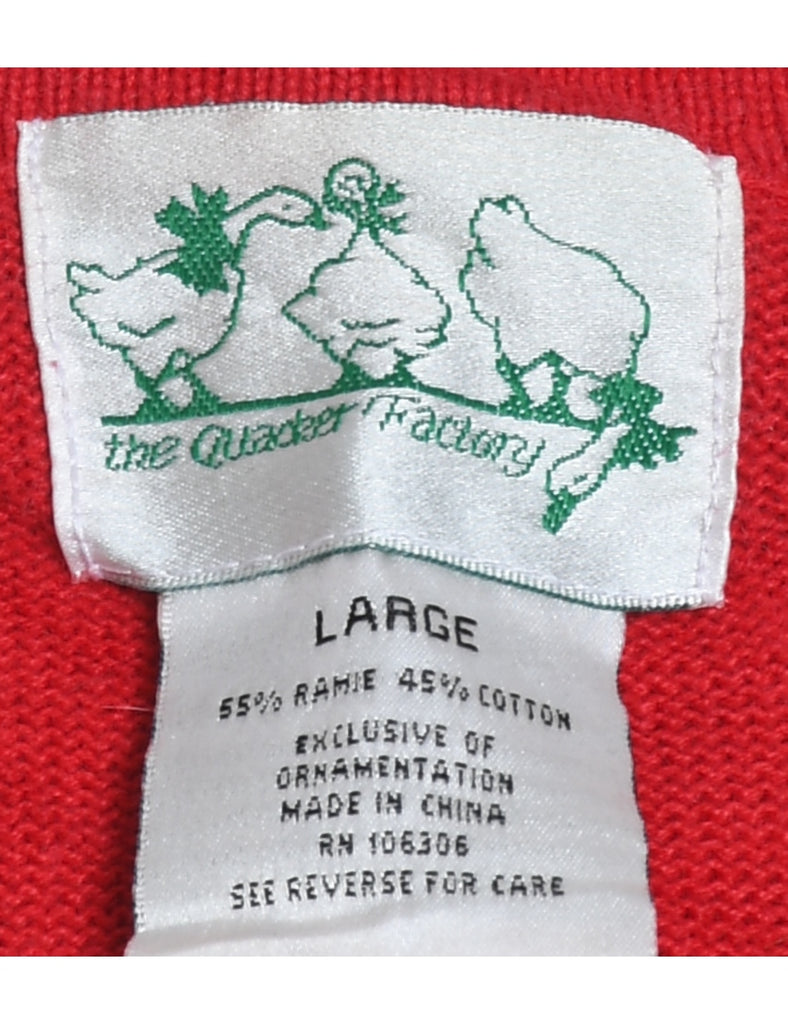 the Quacker Factory
LARGE
55% RAMIE 45% COTTON
EXCLUSIVE OF
ORNAMENTATION
MADE IN CHINA
RN 106306
SEE REVERSE FOR CARE